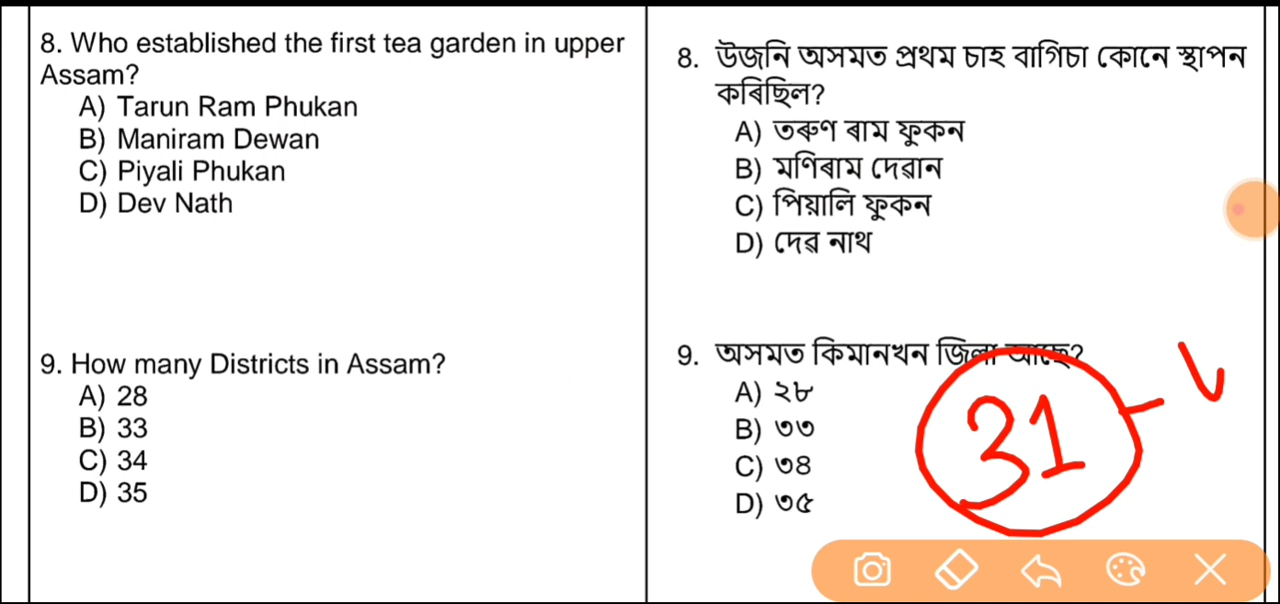 8. Who established the first tea garden in upper
Assam?
A) Tarun Ram Phukan
B) Maniram Dewan
C) Piyali Phukan
D) Dev Nath
9. How many Districts in Assam?
A) 28
B) 33
C) 34
D) 35
8. উজনি অসমত প্ৰথম চাহ বাগিচা কোনে স্থাপন
কৰিছিল?
A) তৰুণ ৰাম ফুকন
B) মণিৰাম দেৱান
C) পিয়ালি ফুকন
D) দেৱ নাথ
9. অসমত কিমানখন জিলা আছে?
A) ২৮
B) ৩৩
C) ৩৪
D) ৩৫
31